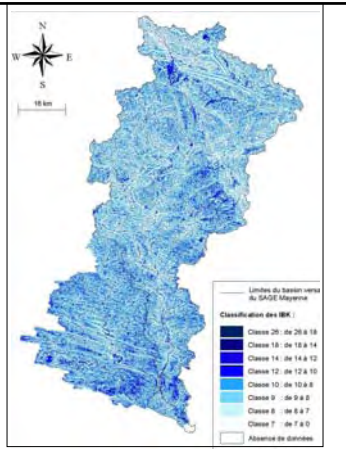 N
W E
S
16 km
Limites du bassin versa
du SAGE Mayenne
Classification des IBK :
Classe 26 : de 26 à 18
Classe 18 : de 18 à 14
Classe 14 : de 14 à 12
Classe 12 : de 12 à 10
Classe 10 : de 10 à 8
Classe 9 : de 9 à 8
Classe 8 : de 8 à 7
Classe 7 : de 7 à 0
Absence de données